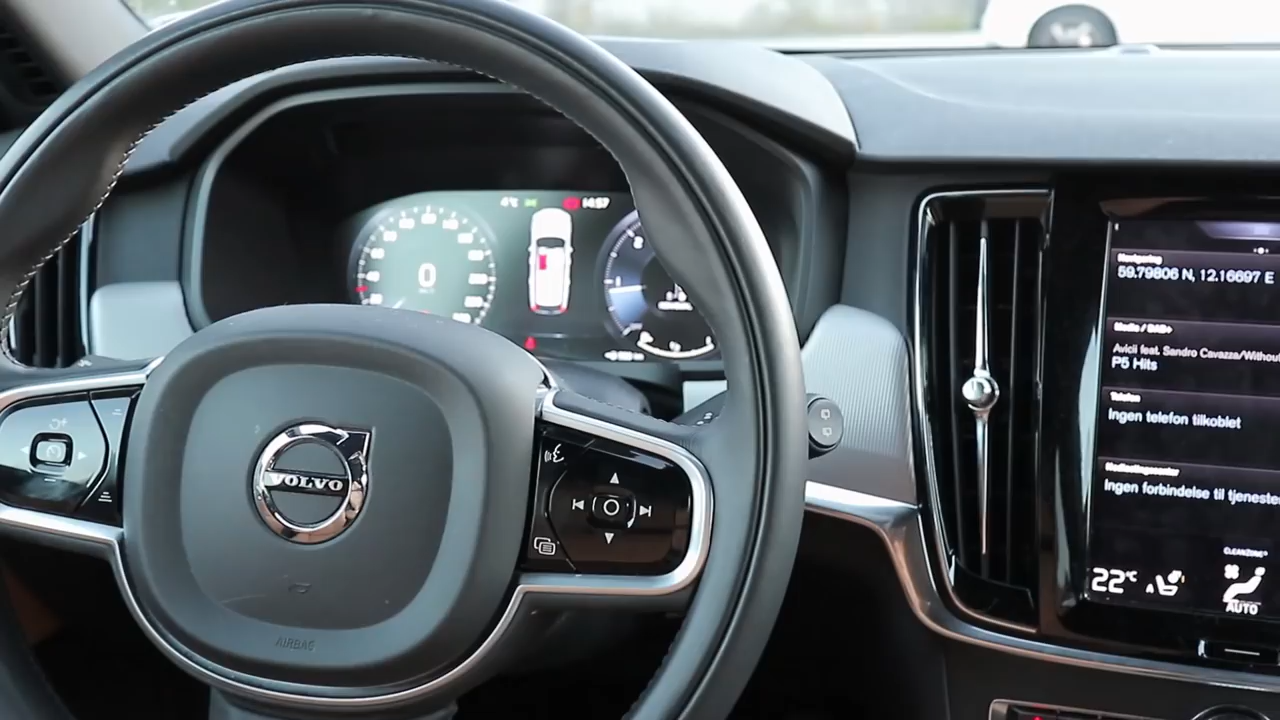 4°C
14:57
0
Navigering
59.79806 N, 12.16697 E
Media / DAB+
Avicii feat. Sandro Cavazza/Withou
P5 Hits
Telefon
Ingen telefon tilkoblet
Ingen forbindelse til tjeneste
VOLVO
AIRBAG
CLEANZONE
22°C
AUTO